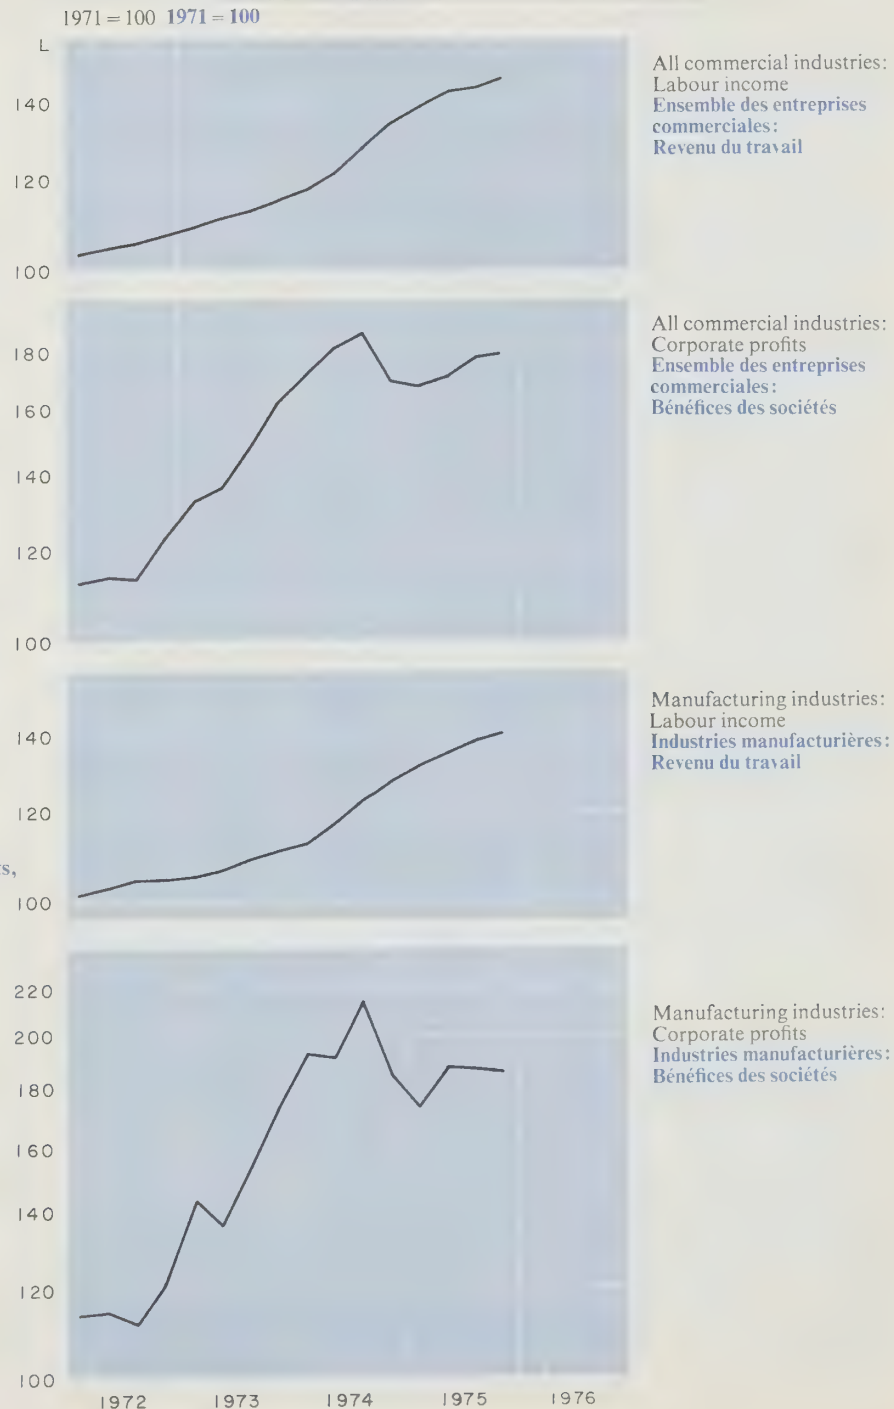 1971 = 100 1971 = 100
L
140
120
100
All commercial industries:
Labour income
Ensemble des entreprises
commerciales:
Revenu du travail
180
160
140
120
100
All commercial industries:
Corporate profits
Ensemble des entreprises
commerciales:
Bénéfices des sociétés
140
120
100
Manufacturing industries:
Labour income
Industries manufacturières:
Revenu du travail
220
200
180
160
140
120
100
Manufacturing industries:
Corporate profits
Industries manufacturières:
Bénéfices des sociétés
1972 1973 1974 1975 1976